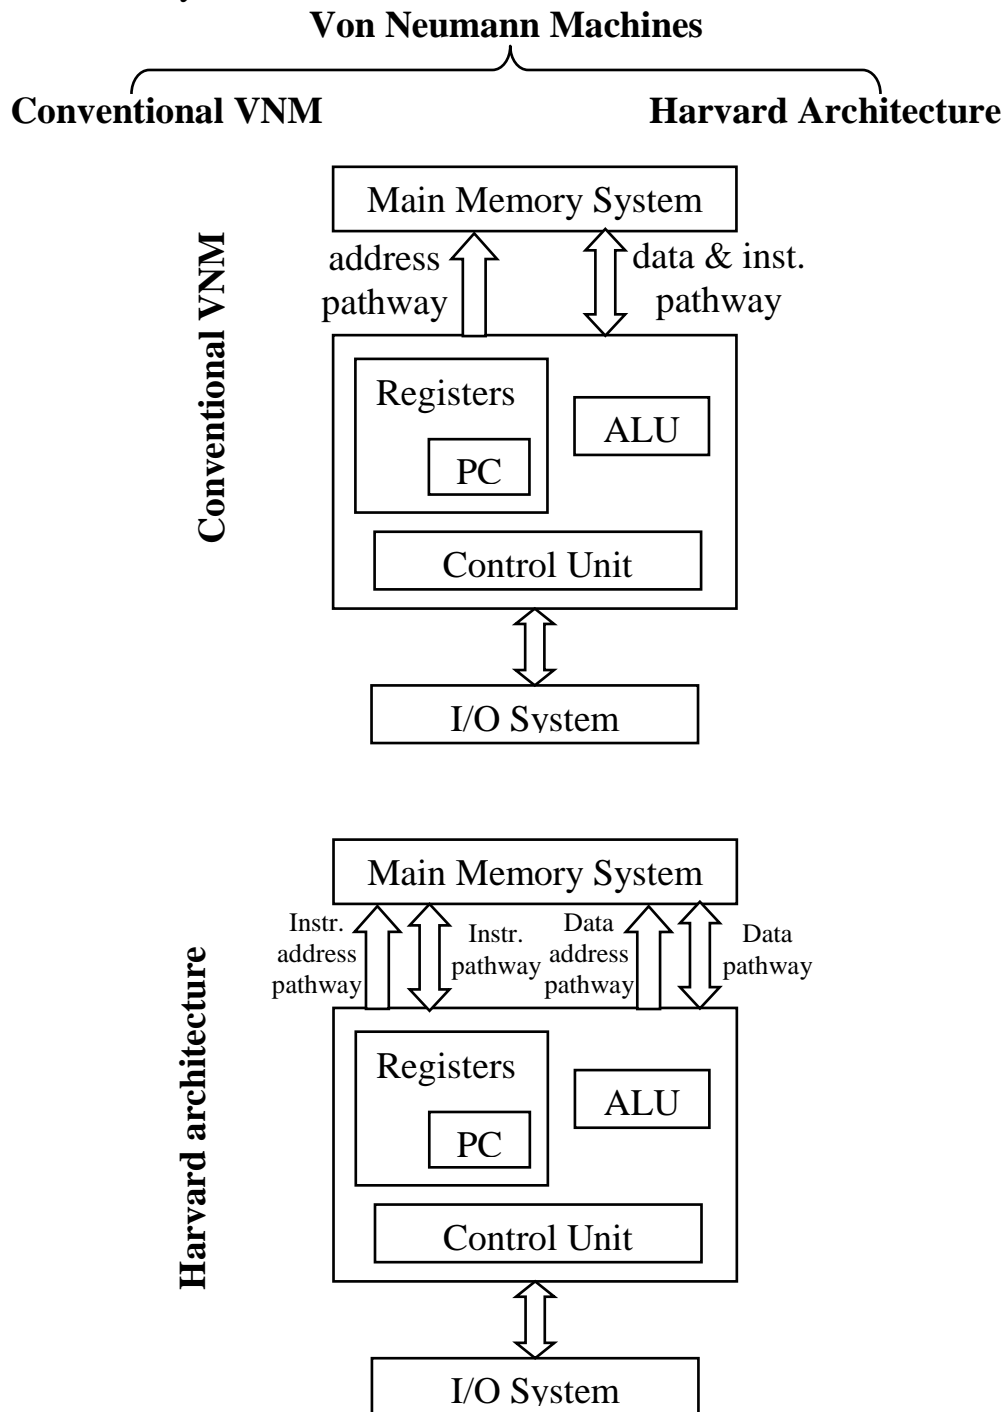 Von Neumann Machines
Conventional VNM
Harvard Architecture
Conventional VNM
Main Memory System
address
pathway
data & inst.
pathway
Registers
PC
ALU
Control Unit
I/O System
Harvard architecture
Main Memory System
Instr.
address
pathway
Instr.
pathway
Data
address
pathway
Data
pathway
Registers
PC
ALU
Control Unit
I/O System